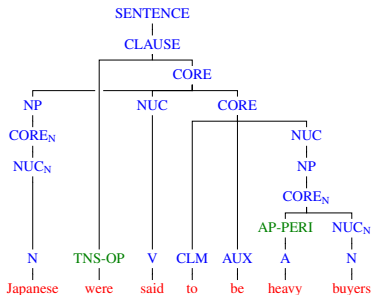 SENTENCE
CLAUSE
CORE
NP NUC CORE
CORE_N NUC
NUC_N NP
CORE_N
AP-PERI NUC_N
N TNS-OP V CLM AUX A N
Japanese were said to be heavy buyers